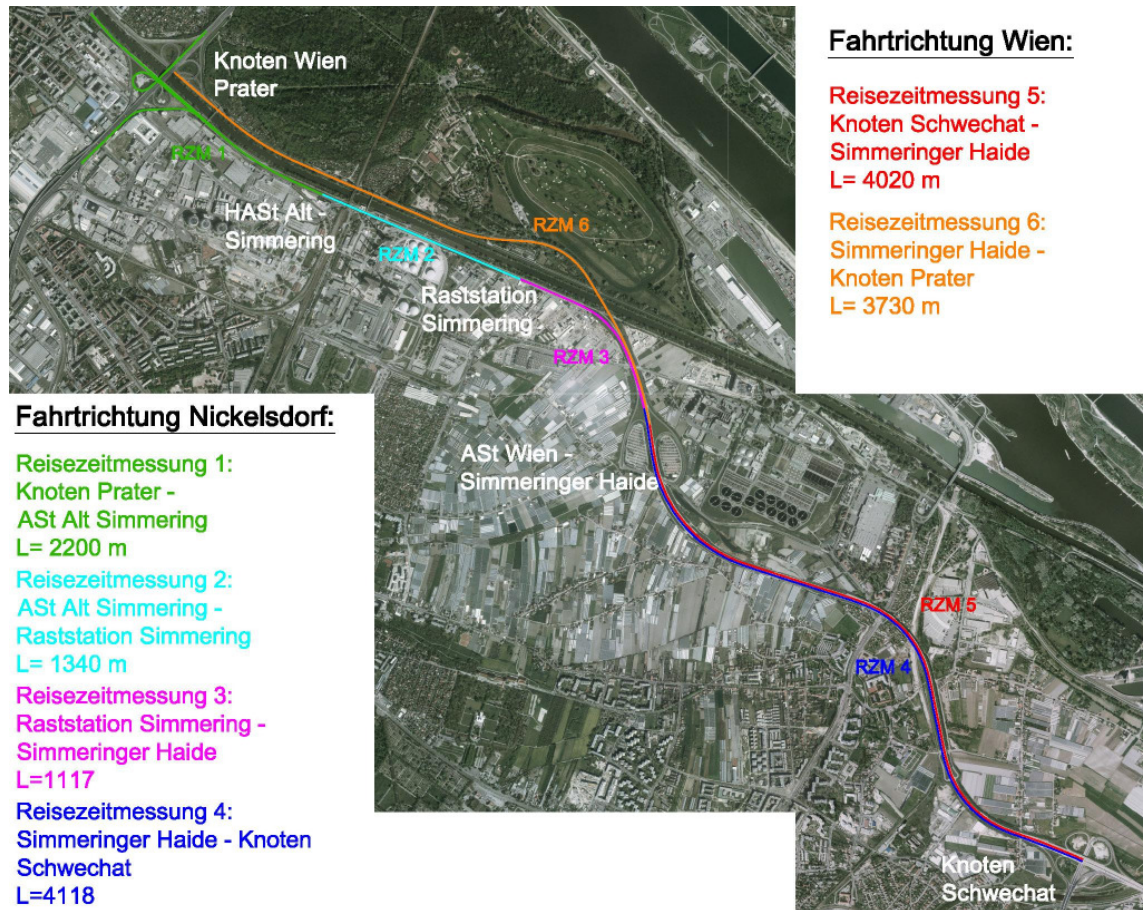 Knoten Wien
Prater
RZM 1
HASt Alt -
Simmering
RZM 2
RZM 6
Raststation
Simmering -
RZM 3
ASt Wien -
Simmeringer Haide -
RZM 5
RZM 4
Knoten
Schwechat
Fahrtrichtung Wien:
Reisezeitmessung 5:
Knoten Schwechat -
Simmeringer Haide
L= 4020 m
Reisezeitmessung 6:
Simmeringer Haide -
Knoten Prater
L= 3730 m
Fahrtrichtung Nickelsdorf:
Reisezeitmessung 1:
Knoten Prater -
ASt Alt Simmering
L= 2200 m
Reisezeitmessung 2:
ASt Alt Simmering -
Raststation Simmering
L= 1340 m
Reisezeitmessung 3:
Raststation Simmering -
Simmeringer Haide
L=1117
Reisezeitmessung 4:
Simmeringer Haide - Knoten
Schwechat
L=4118